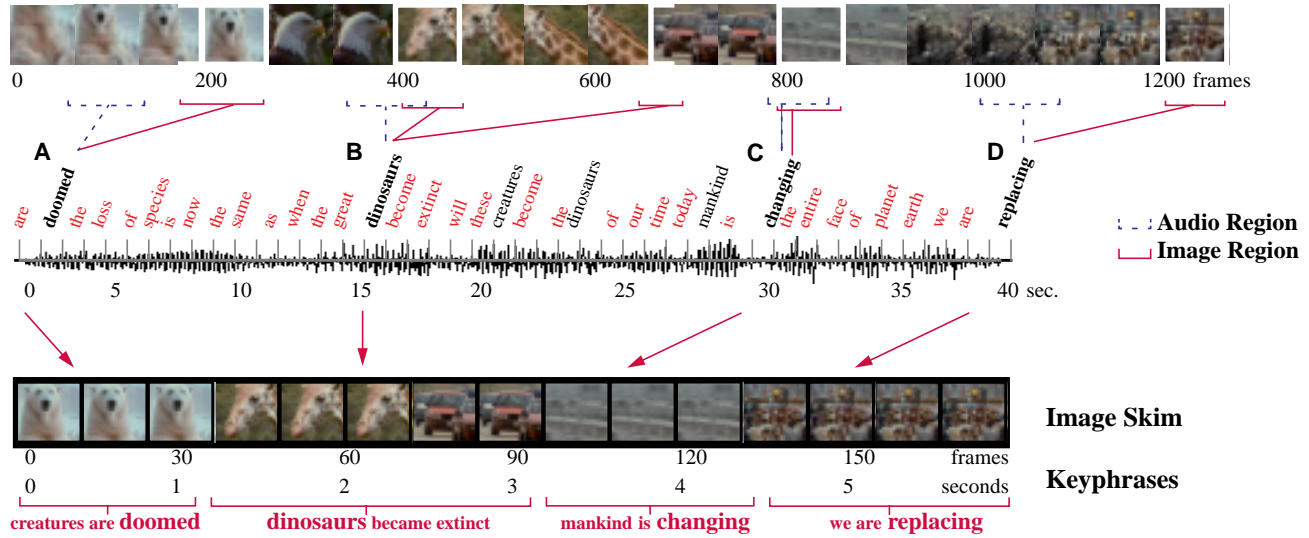 0 200 400 600 800 1000 1200 frames
A B C D
are doomed the loss of species is now the same as when the great dinosaurs become extinct will these creatures become the dinosaurs of our time today mankind is changing the entire face of planet earth we are replacing
Audio Region
Image Region
0 5 10 15 20 25 30 35 40 sec.
Image Skim
0 30 60 90 120 150 frames
Keyphrases
0 1 2 3 4 5 seconds
creatures are doomed dinosaurs became extinct mankind is changing we are replacing